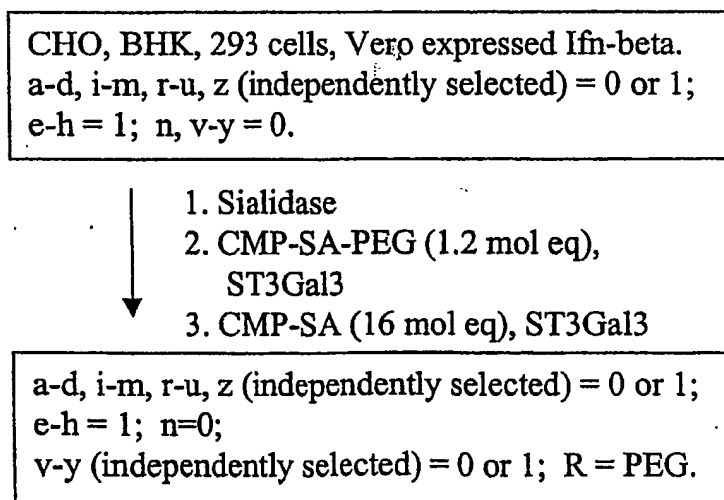 CHO, BHK, 293 cells, Vero expressed Ifn-beta.
a-d, i-m, r-u, z (independently selected) = 0 or 1;
e-h = 1; n, v-y = 0.
1. Sialidase
2. CMP-SA-PEG (1.2 mol eq),
ST3Gal3
3. CMP-SA (16 mol eq), ST3Gal3
a-d, i-m, r-u, z (independently selected) = 0 or 1;
e-h = 1; n=0;
v-y (independently selected) = 0 or 1; R = PEG.